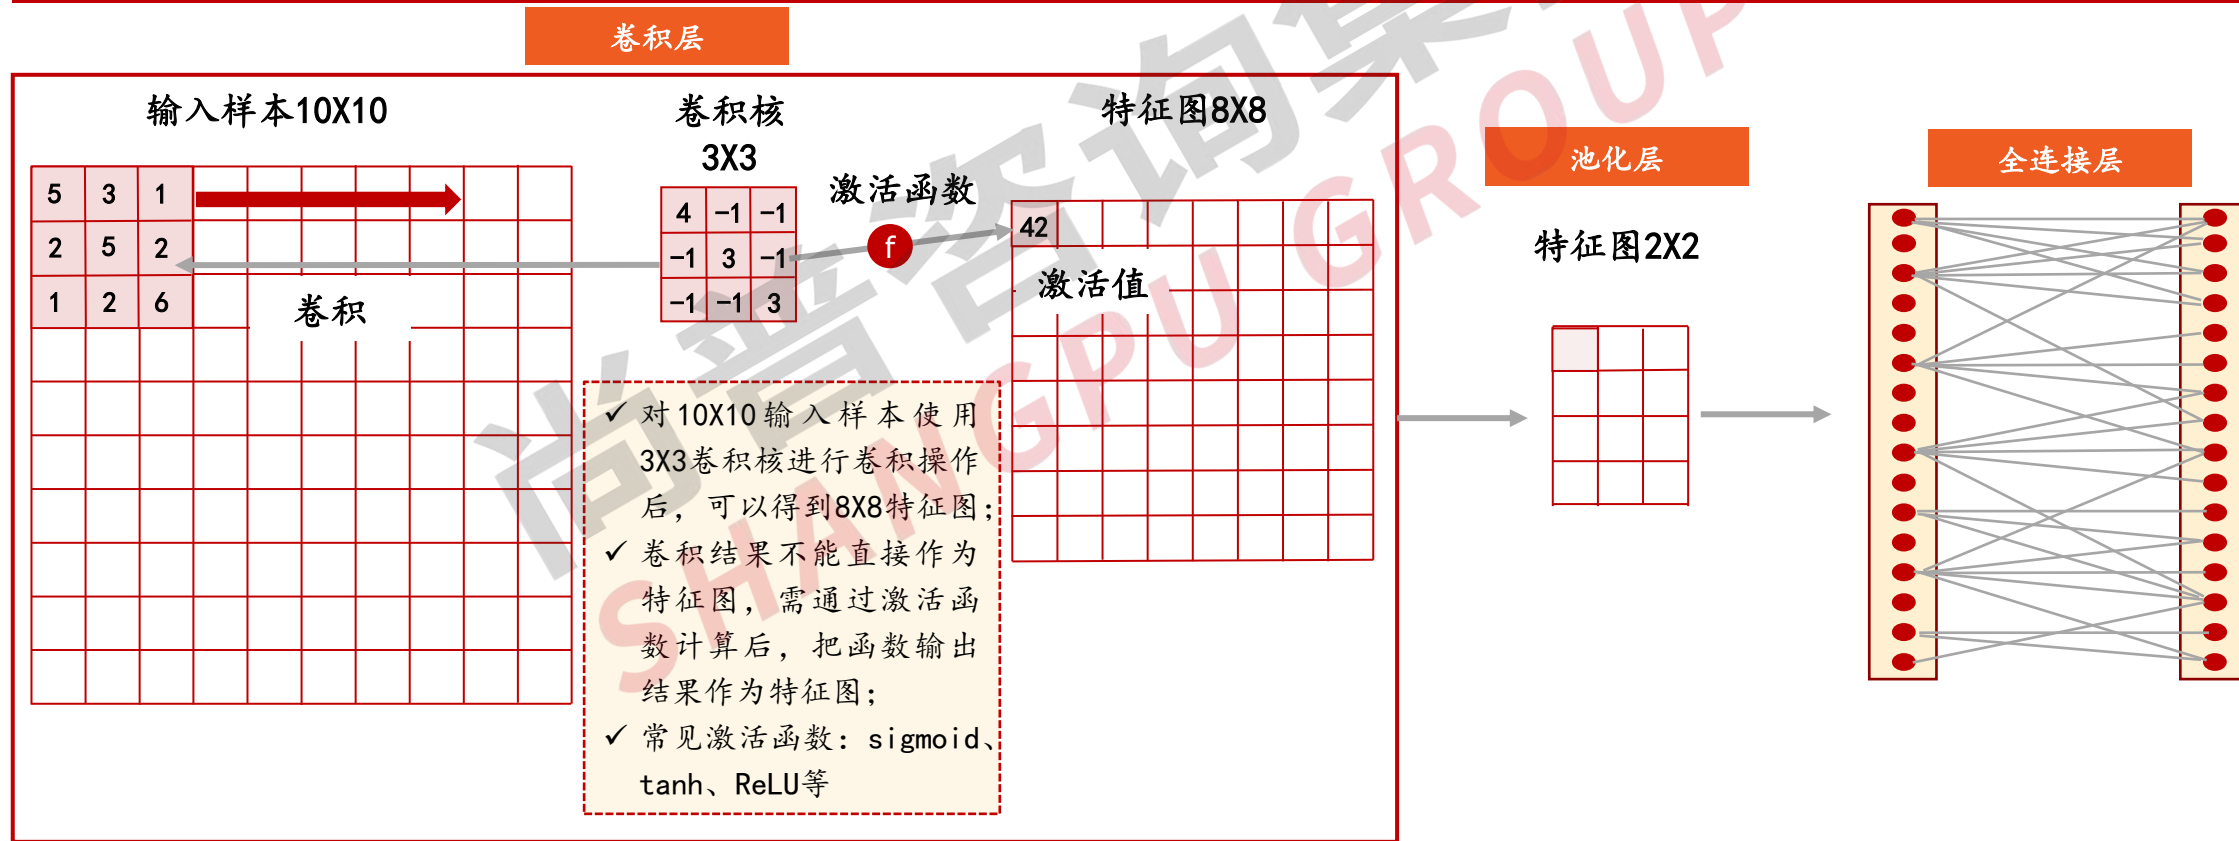 卷积层
输入样本10X10
卷积核
3X3
特征图8X8
激活函数
f
5 3 1
2 5 2
1 2 6
卷积
4 -1 -1
-1 3 -1
-1 -1 3
42
激活值
✓ 对10X10输入样本使用
3X3卷积核进行卷积操作
后，可以得到8X8特征图；
✓ 卷积结果不能直接作为
特征图，需通过激活函
数计算后，把函数输出
结果作为特征图；
✓ 常见激活函数：sigmoid、
tanh、ReLU等
池化层
特征图2X2
全连接层
尚普咨询集
SHANGPU GROUP